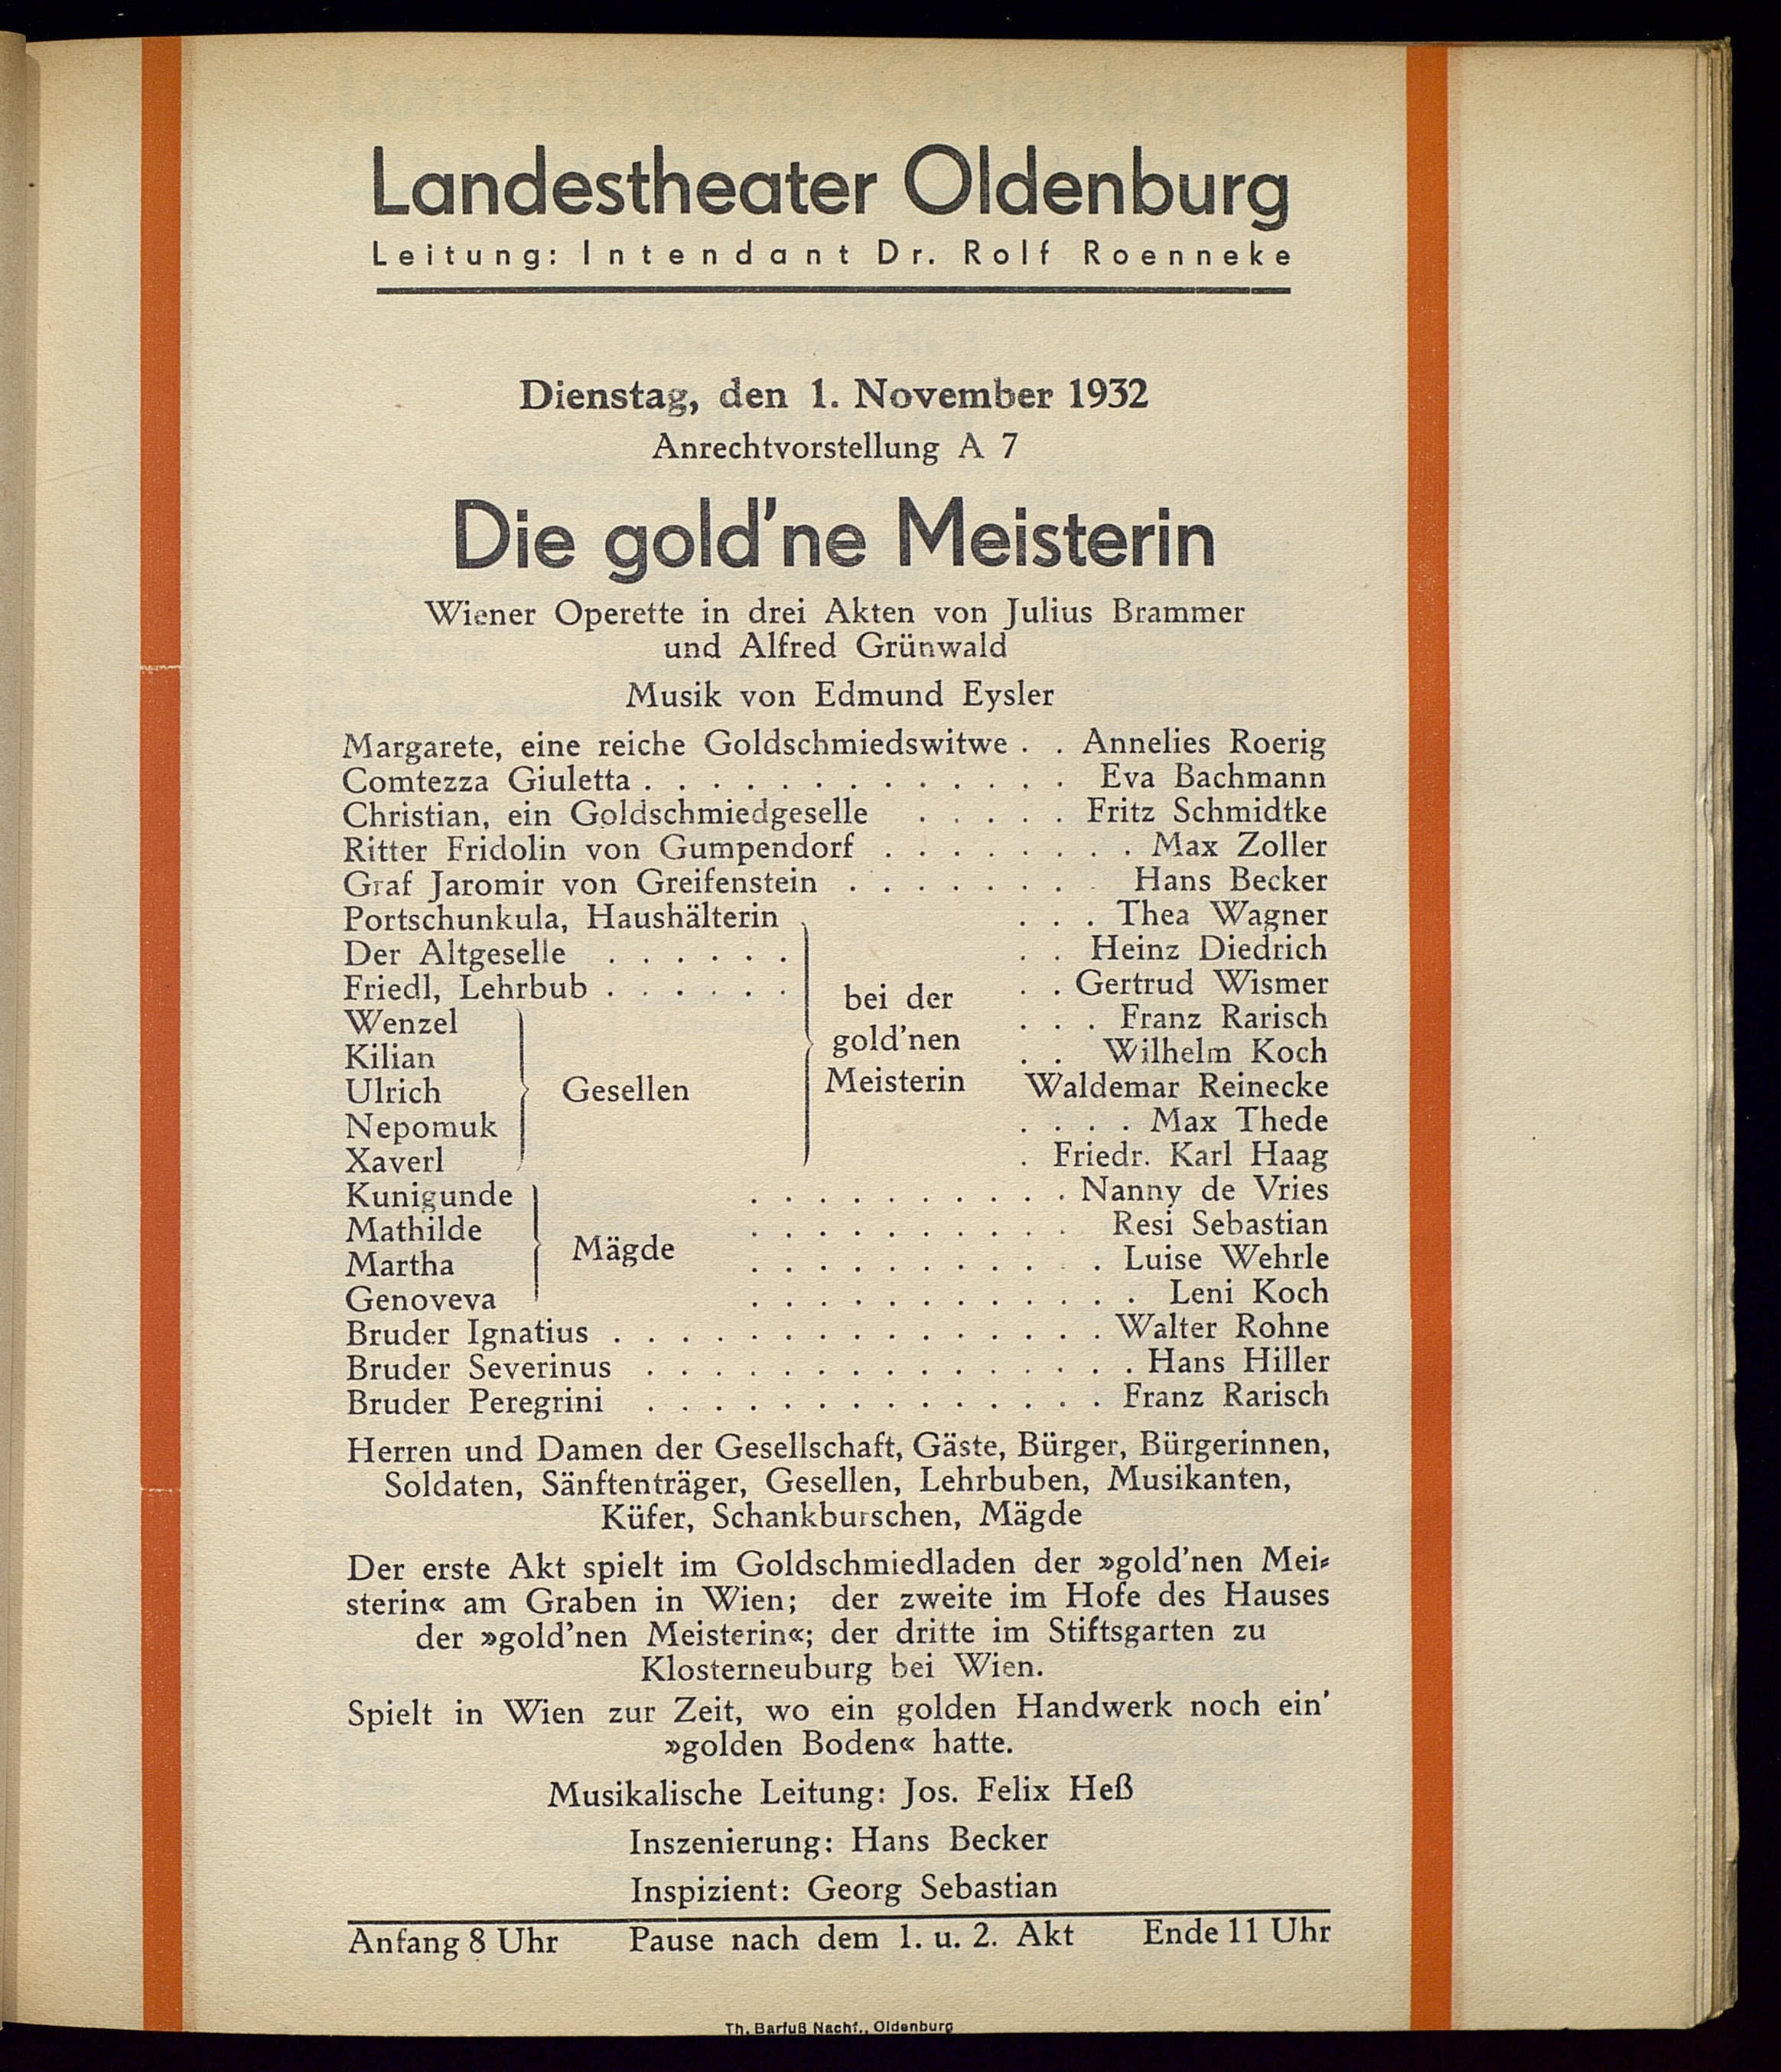 Landestheater Oldenburg
Leitung: Intendant Dr. Rolf Roenneke
Dienstag, den 1. November 1932
Anrechtvorstellung A 7
Die gold'ne Meisterin
Wiener Operette in drei Akten von Julius Brammer
und Alfred Grünwald
Musik von Edmund Eysler
Margarete, eine reiche Goldschmiedswitwe . . Annelies Roerig
Comtezza Giuletta . . . . . . . . . . . . . Eva Bachmann
Christian, ein Goldschmiedgeselle . . . . . Fritz Schmidtke
Ritter Fridolin von Gumpendorf . . . . . . . . Max Zoller
Graf Jaromir von Greifenstein . . . . . . . . Hans Becker
Portschunkula, Haushälterin . . . Thea Wagner
Der Altgeselle . . . . . . . . Heinz Diedrich
Friedl, Lehrbub . . . . . . bei der . . Gertrud Wismer
Wenzel . . . Franz Rarisch
Kilian gold'nen . . Wilhelm Koch
Ulrich Gesellen Meisterin Waldemar Reinecke
Nepomuk . . . . Max Thede
Xaverl . Friedr. Karl Haag
Kunigunde . . . . . . . . . . Nanny de Vries
Mathilde . . . . . . . . . . Resi Sebastian
Martha Mägde . . . . . . . . . . . Luise Wehrle
Genoveva . . . . . . . . . . . . Leni Koch
Bruder Ignatius . . . . . . . . . . . . . . . Walter Rohne
Bruder Severinus . . . . . . . . . . . . . . . Hans Hiller
Bruder Peregrini . . . . . . . . . . . . . . Franz Rarisch
Herren und Damen der Gesellschaft, Gäste, Bürger, Bürgerinnen,
Soldaten, Sänftenträger, Gesellen, Lehrbuben, Musikanten,
Küfer, Schankburschen, Mägde
Der erste Akt spielt im Goldschmiedladen der »gold'nen Mei-
sterin« am Graben in Wien; der zweite im Hofe des Hauses
der »gold'nen Meisterin«; der dritte im Stiftsgarten zu
Klosterneuburg bei Wien.
Spielt in Wien zur Zeit, wo ein golden Handwerk noch ein'
»golden Boden« hatte.
Musikalische Leitung: Jos. Felix Heß
Inszenierung: Hans Becker
Inspizient: Georg Sebastian
Anfang 8 Uhr Pause nach dem 1. u. 2. Akt Ende 11 Uhr
Th. Barfuß Nachf., Oldenburg